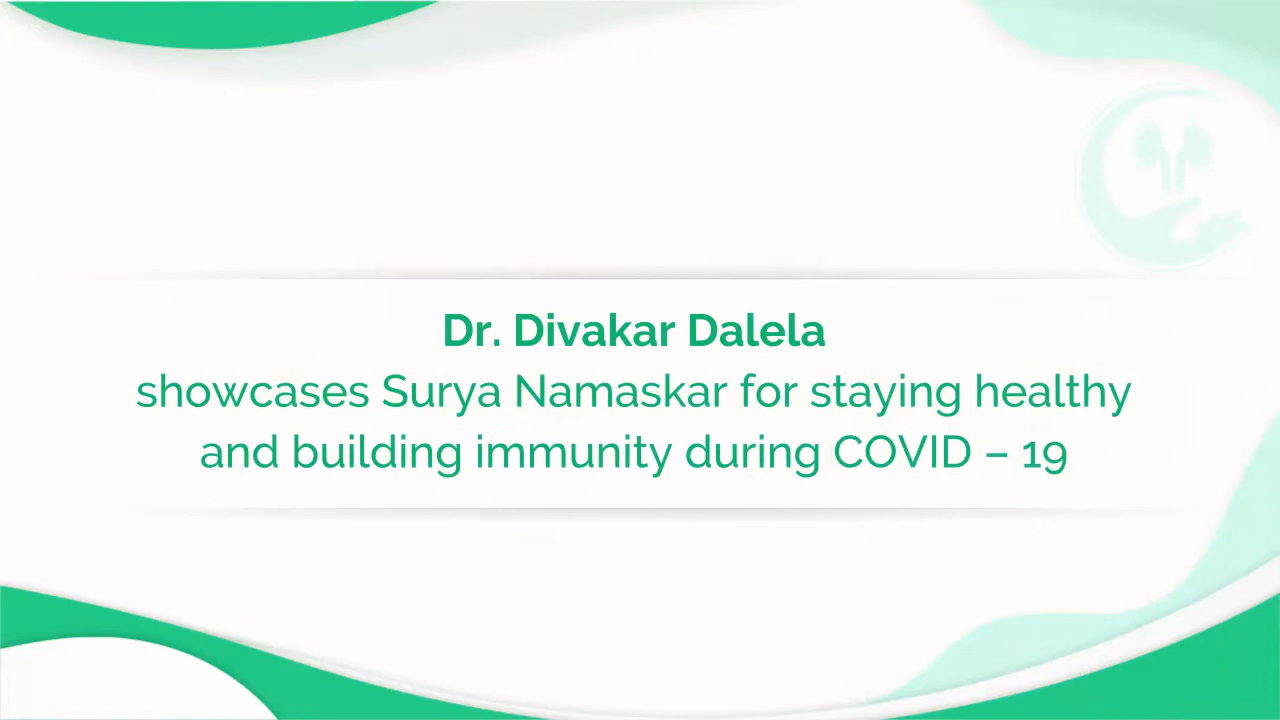 Dr. Divakar Dalela
showcases Surya Namaskar for staying healthy
and building immunity during COVID – 19